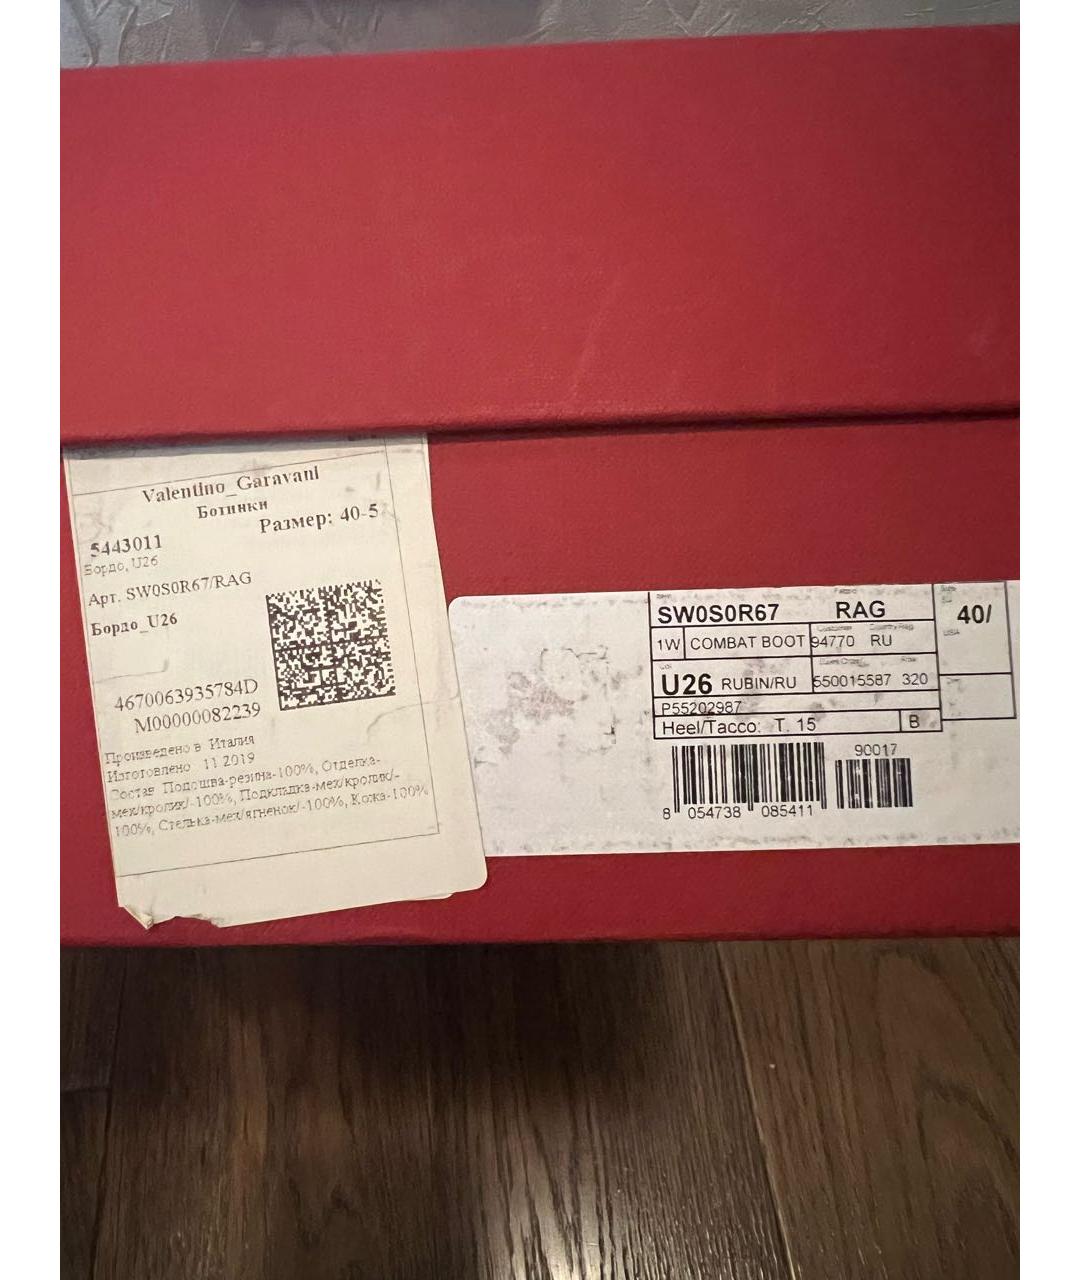 Valentino_Garavani
Ботинки
Размер: 40-5
5443011
Бордо, U26
Арт. SW0S0R67/RAG
Бордо_U26
4670063935784D
M00000082239
Произведено в Италия
Изготовлено 11 2019
Состав Подошва-резина-100%, Отделка-
мех/кролик/-100%, Подкладка-мех/кролик/-
100%, Стелька-мех/ягненок/-100%, Кожа-100%
SW0S0R67 RAG
40/
1W COMBAT BOOT 94770 RU
U26 RUBIN/RU 550015587 320
P55202987
Heel/Tacco: T. 15 B
90017
8 054738 085411